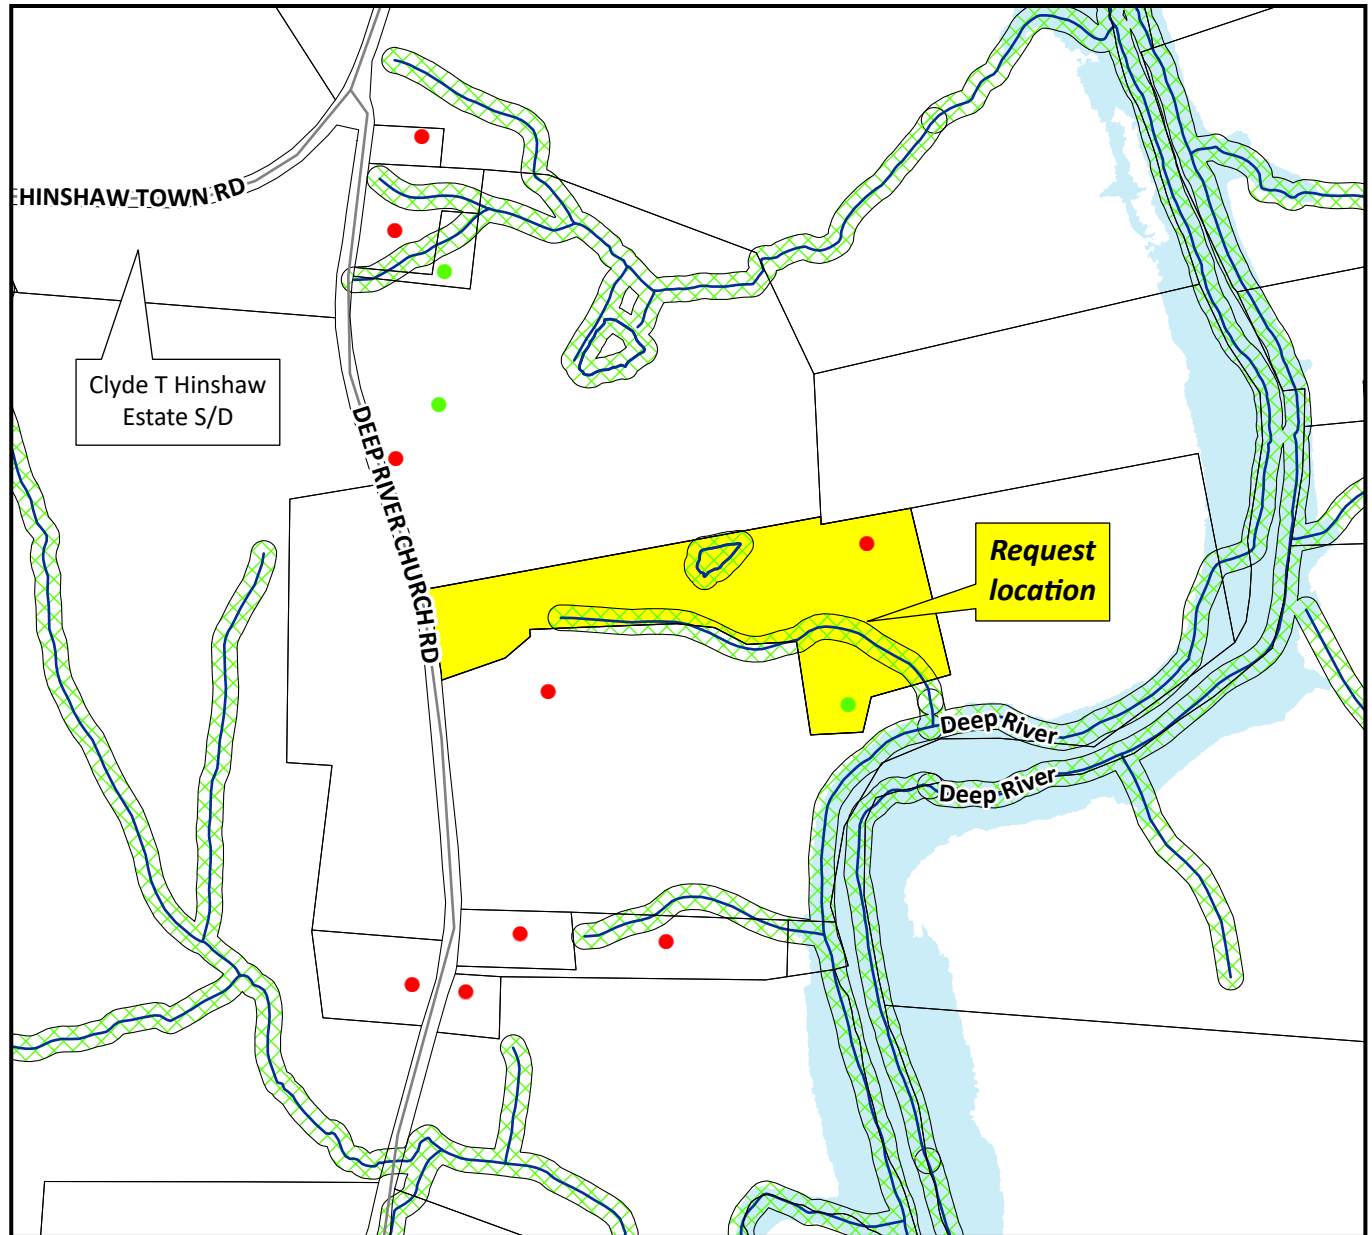 HINSHAW TOWN RD
Clyde T Hinshaw
Estate S/D
DEEP RIVER CHURCH RD
Request
location
Deep River
Deep River